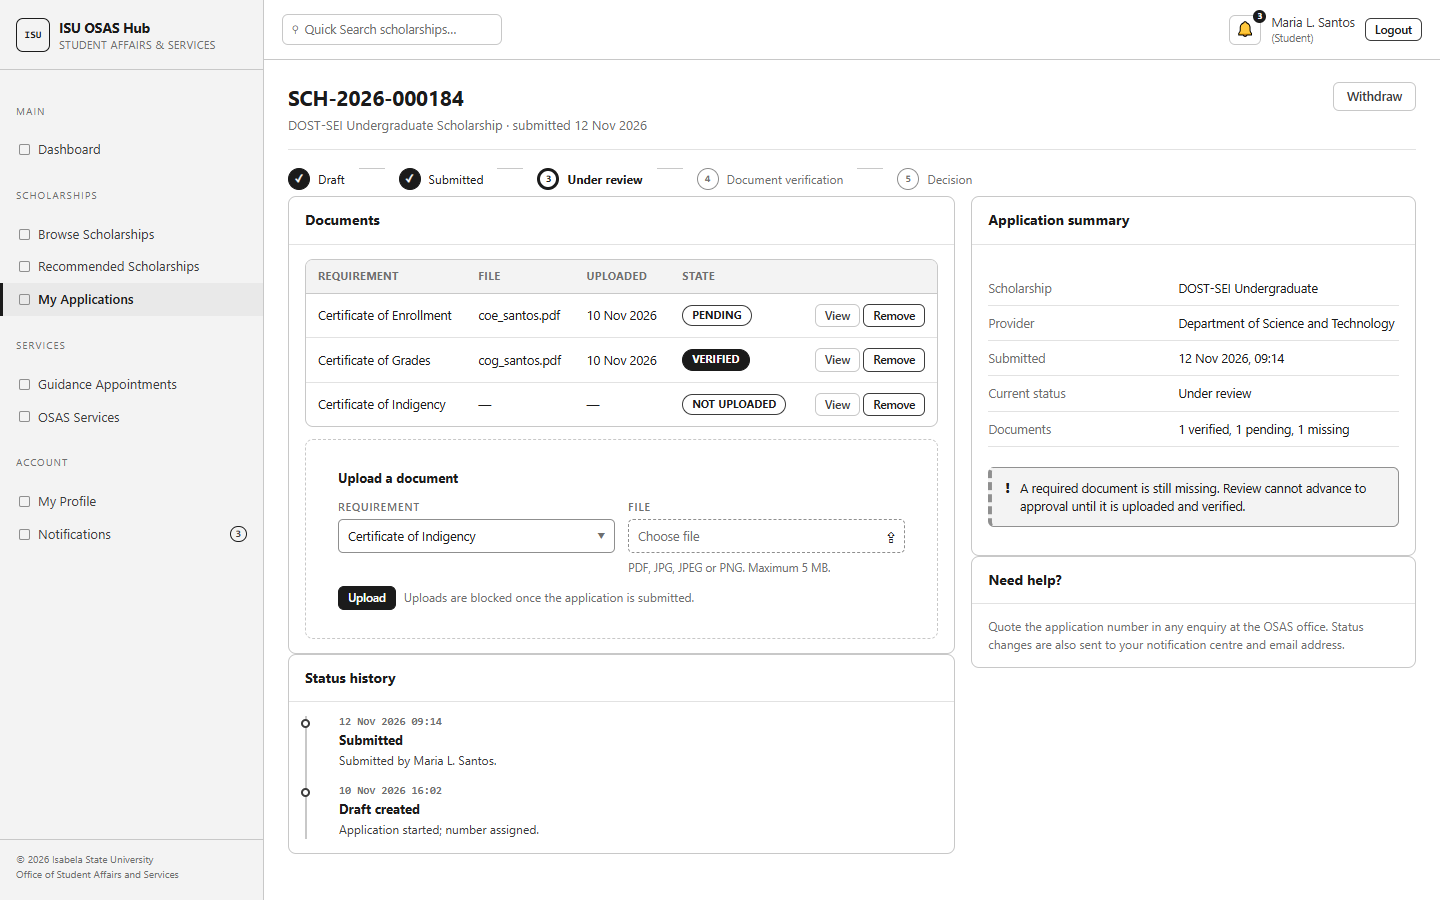 ISU
ISU OSAS Hub
STUDENT AFFAIRS & SERVICES
Quick Search scholarships...
3
Maria L. Santos
(Student)
Logout
MAIN
Dashboard
SCHOLARSHIPS
Browse Scholarships
Recommended Scholarships
My Applications
SERVICES
Guidance Appointments
OSAS Services
ACCOUNT
My Profile
Notifications 3
© 2026 Isabela State University
Office of Student Affairs and Services
SCH-2026-000184
Withdraw
DOST-SEI Undergraduate Scholarship · submitted 12 Nov 2026
✓ Draft ✓ Submitted 3 Under review 4 Document verification 5 Decision
Documents
REQUIREMENT FILE UPLOADED STATE
Certificate of Enrollment coe_santos.pdf 10 Nov 2026 PENDING View Remove
Certificate of Grades cog_santos.pdf 10 Nov 2026 VERIFIED View Remove
Certificate of Indigency — — NOT UPLOADED View Remove
Upload a document
REQUIREMENT FILE
Certificate of Indigency Choose file
PDF, JPG, JPEG or PNG. Maximum 5 MB.
Upload Uploads are blocked once the application is submitted.
Status history
12 Nov 2026 09:14
Submitted
Submitted by Maria L. Santos.
10 Nov 2026 16:02
Draft created
Application started; number assigned.
Application summary
Scholarship DOST-SEI Undergraduate
Provider Department of Science and Technology
Submitted 12 Nov 2026, 09:14
Current status Under review
Documents 1 verified, 1 pending, 1 missing
! A required document is still missing. Review cannot advance to
approval until it is uploaded and verified.
Need help?
Quote the application number in any enquiry at the OSAS office. Status
changes are also sent to your notification centre and email address.